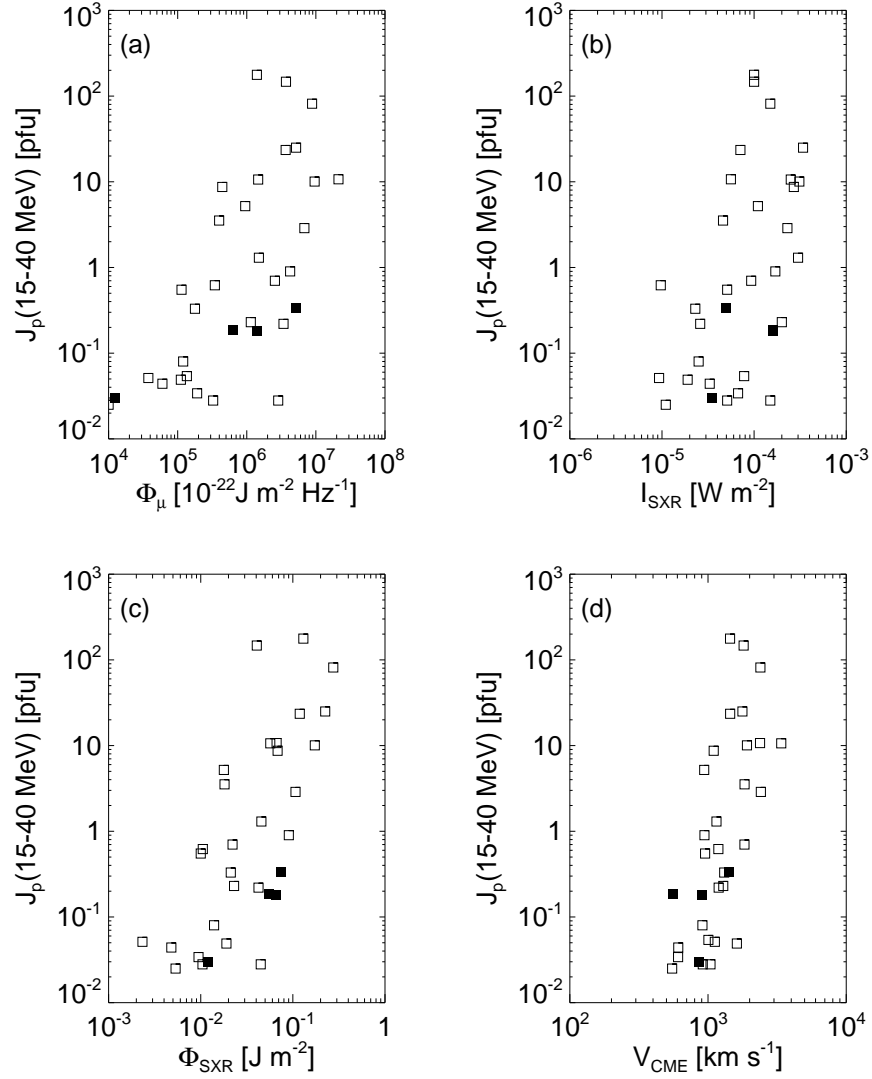 (a)
10³
10²
10
1
10⁻¹
10⁻²
Jₚ(15-40 MeV) [pfu]
10⁴ 10⁵ 10⁶ 10⁷ 10⁸
Φμ [10⁻²²J m⁻² Hz⁻¹]
(b)
10³
10²
10
1
10⁻¹
10⁻²
Jₚ(15-40 MeV) [pfu]
10⁻⁶ 10⁻⁵ 10⁻⁴ 10⁻³
I_SXR [W m⁻²]
(c)
10³
10²
10
1
10⁻¹
10⁻²
Jₚ(15-40 MeV) [pfu]
10⁻³ 10⁻² 10⁻¹ 1
Φ_SXR [J m⁻²]
(d)
10³
10²
10
1
10⁻¹
10⁻²
Jₚ(15-40 MeV) [pfu]
10² 10³ 10⁴
V_CME [km s⁻¹]